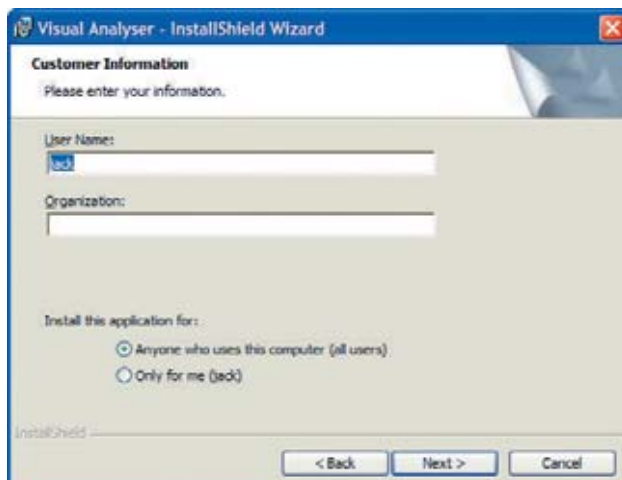 Visual Analyser - InstallShield Wizard
Customer Information
Please enter your information.
User Name:
jack
Organization:
Install this application for:
Anyone who uses this computer (all users)
Only for me (jack)
InstallShield
< Back Next > Cancel